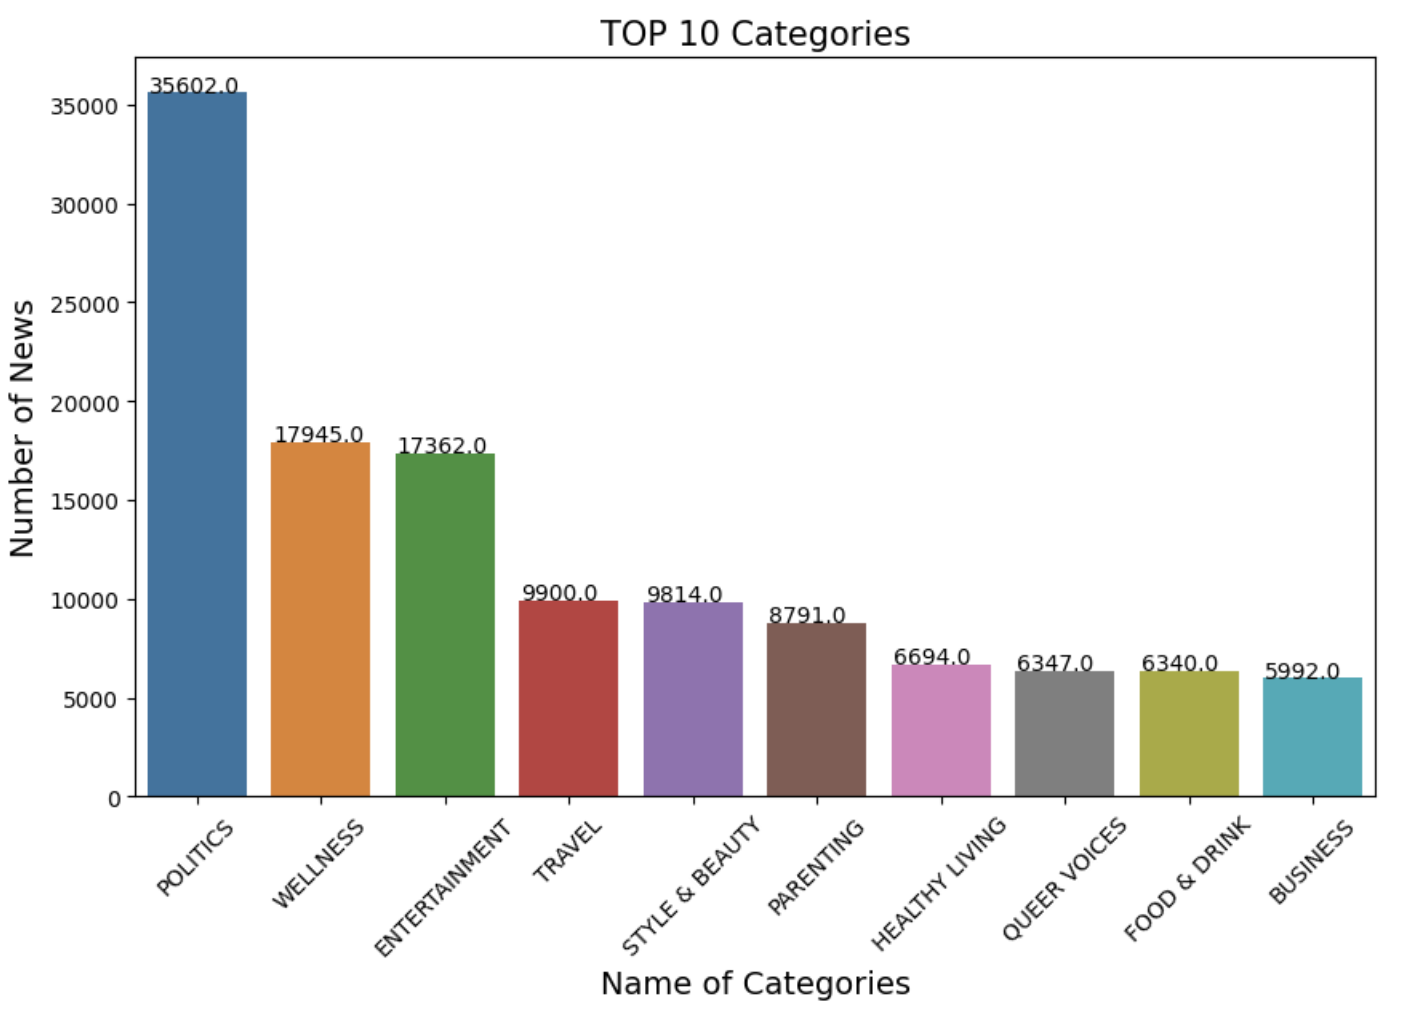 TOP 10 Categories
Number of News
35000
30000
25000
20000
15000
10000
5000
0
35602.0
17945.0
17362.0
9900.0
9814.0
8791.0
6694.0
6347.0
6340.0
5992.0
POLITICS
WELLNESS
ENTERTAINMENT
TRAVEL
STYLE & BEAUTY
PARENTING
HEALTHY LIVING
QUEER VOICES
FOOD & DRINK
BUSINESS
Name of Categories